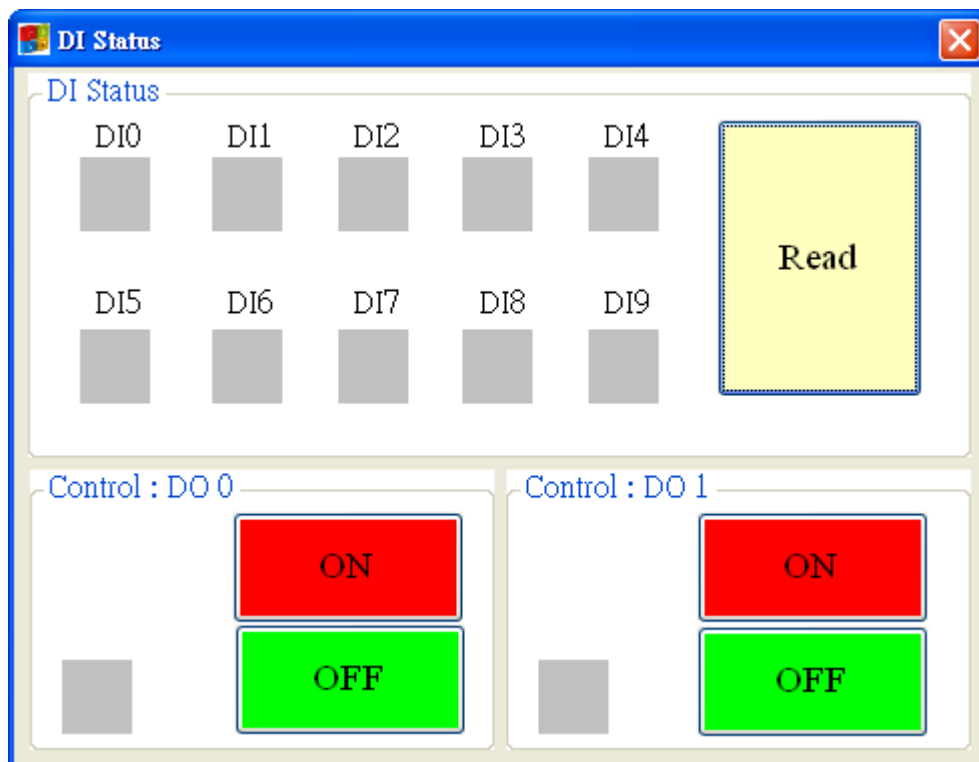 DI Status
DI Status
DI0 DI1 DI2 DI3 DI4
Read
DI5 DI6 DI7 DI8 DI9
Control : DO 0
ON
OFF
Control : DO 1
ON
OFF